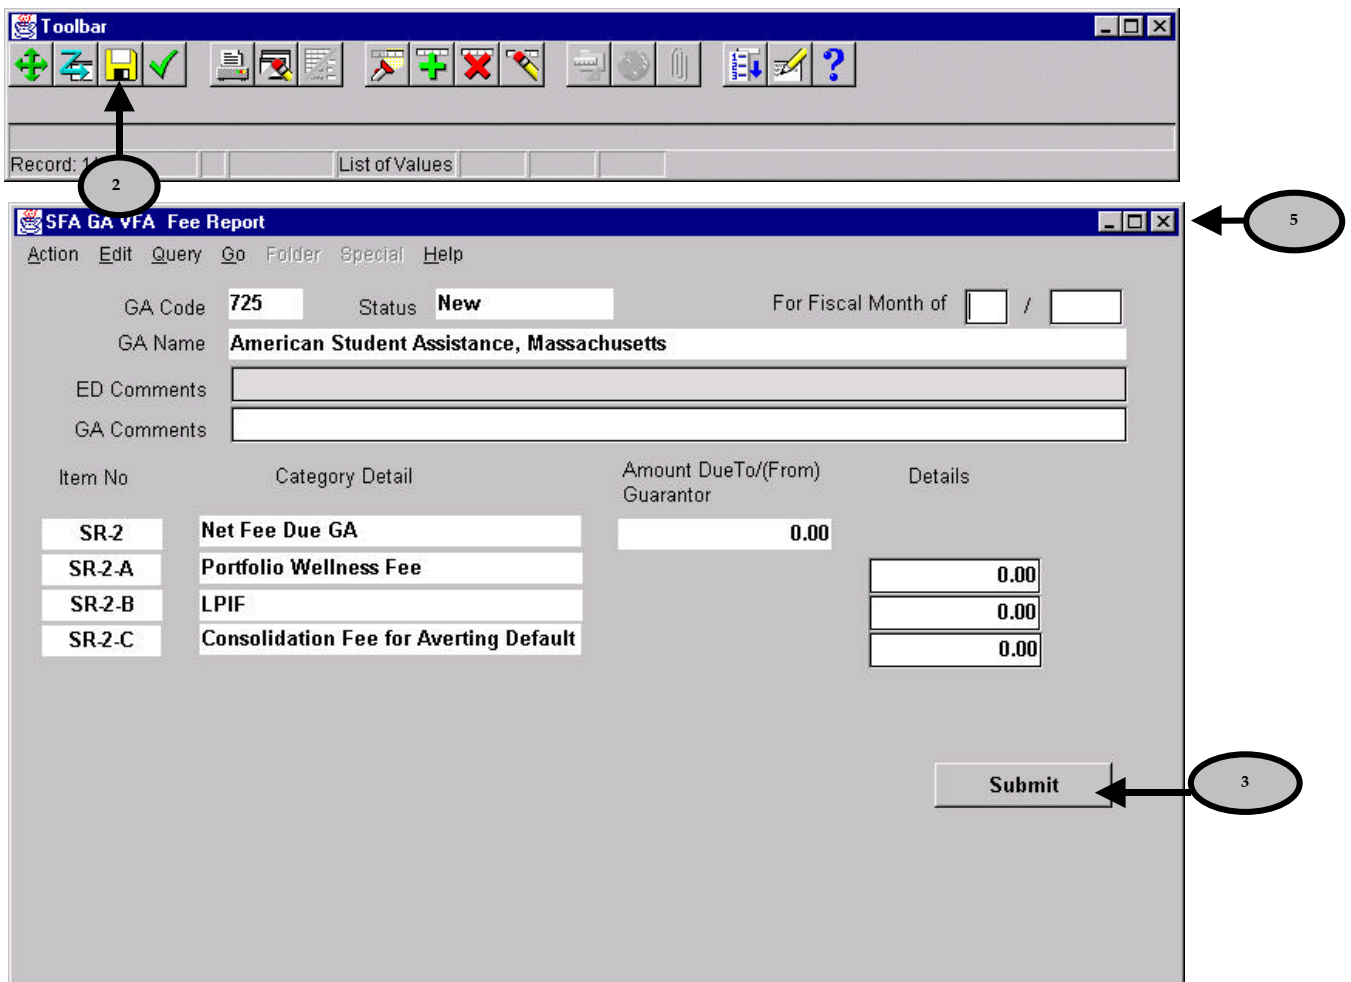 Toolbar
Record: 1
List of Values
2
SFA GA VFA Fee Report
5
Action Edit Query Go Folder Special Help
GA Code 725 Status New For Fiscal Month of /
GA Name American Student Assistance, Massachusetts
ED Comments
GA Comments
Item No Category Detail Amount DueTo/(From) Guarantor Details
SR-2 Net Fee Due GA 0.00
SR-2-A Portfolio Wellness Fee 0.00
SR-2-B LPIF 0.00
SR-2-C Consolidation Fee for Averting Default 0.00
Submit
3